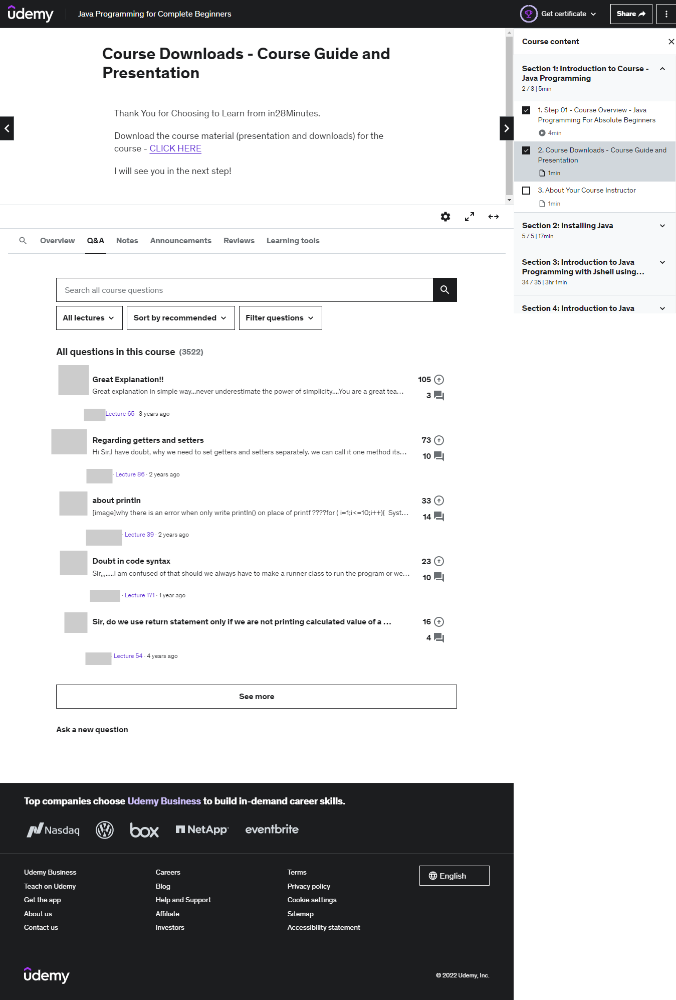 udemy
Java Programming for Complete Beginners
Get certificate
Share
Course Downloads - Course Guide and
Presentation
Thank You for Choosing to Learn from in28Minutes.
Download the course material (presentation and downloads) for the
course - CLICK HERE
I will see you in the next step!
Course content
Section 1: Introduction to Course -
Java Programming
2 / 3 | 5min
1. Step 01 - Course Overview - Java
Programming For Absolute Beginners
4min
2. Course Downloads - Course Guide and
Presentation
1min
3. About Your Course Instructor
1min
Section 2: Installing Java
5 / 5 | 17min
Section 3: Introduction to Java
Programming with Jshell using...
34 / 35 | 3hr 1min
Section 4: Introduction to Java
Overview
Q&A
Notes
Announcements
Reviews
Learning tools
Search all course questions
All lectures
Sort by recommended
Filter questions
All questions in this course (3522)
Great Explanation!!
105
Great explanation in simple way...never underestimate the power of simplicity....You are a great tea...
3
Lecture 65 · 3 years ago
Regarding getters and setters
73
Hi Sir,I have doubt, why we need to set getters and setters separately. we can call it one method its...
10
· Lecture 86 · 2 years ago
about println
33
[image]why there is an error when only write println() on place of printf ????for ( i=1;i<=10;i++){  Syst...
14
· Lecture 39 · 2 years ago
Doubt in code syntax
23
Sir,,,.....I am confused of that should we always have to make a runner class to run the program or we...
10
· Lecture 171 · 1 year ago
Sir, do we use return statement only if we are not printing calculated value of a ...
16
4
· Lecture 54 · 4 years ago
See more
Ask a new question
Top companies choose Udemy Business to build in-demand career skills.
Nasdaq
box
NetApp™
eventbrite
Udemy Business
Teach on Udemy
Get the app
About us
Contact us
Careers
Blog
Help and Support
Affiliate
Investors
Terms
Privacy policy
Cookie settings
Sitemap
Accessibility statement
English
udemy
© 2022 Udemy, Inc.